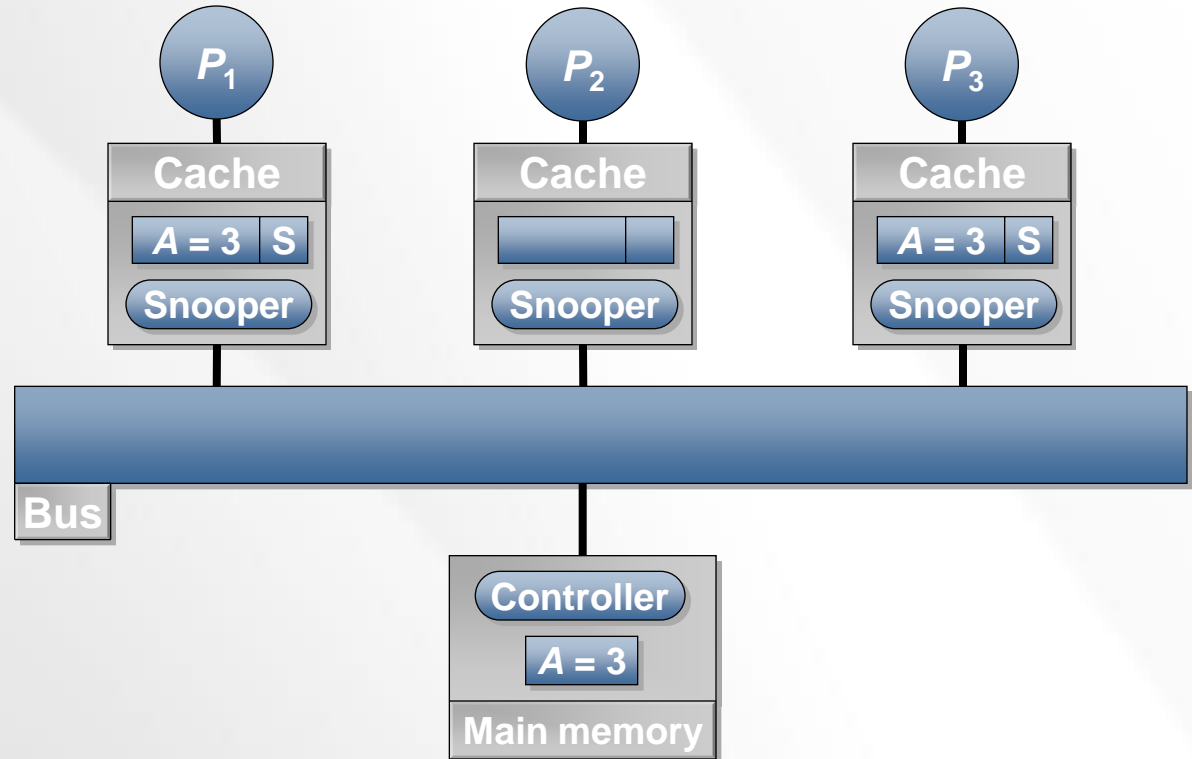 P1 P2 P3
Cache Cache Cache
A = 3 S A = 3 S
Snooper Snooper Snooper
Bus
Controller
A = 3
Main memory